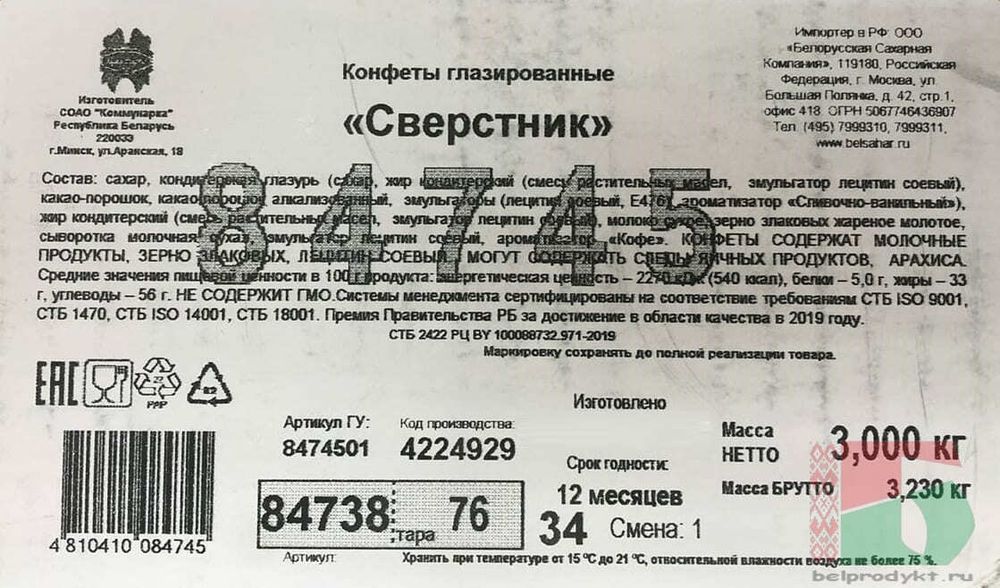 Изготовитель
СОАО "Коммунарка"
Республика Беларусь
220033
г.Минск, ул.Аранская, 18
Конфеты глазированные
«Сверстник»
Импортер в РФ: ООО
«Белорусская Сахарная
Компания», 119180, Российская
Федерация, г. Москва, ул.
Большая Полянка, д. 42, стр.1,
офис 418 ОГРН 5067746436907
Тел. (495) 7999310, 7999311,
www.belsahar.ru
84745
Состав: сахар, кондитерская глазурь (сахар, жир кондитерский (смесь растительных масел, эмульгатор лецитин соевый),
какао-порошок, какао-порошок алкализованный, эмульгаторы (лецитин соевый, E476), ароматизатор «Сливочно-ванильный»),
жир кондитерский (смесь растительных масел, эмульгатор лецитин соевый), молоко сухое, зерно злаковых жареное молотое,
сыворотка молочная сухая, эмульгатор лецитин соевый, ароматизатор «Кофе». КОНФЕТЫ СОДЕРЖАТ МОЛОЧНЫЕ
ПРОДУКТЫ, ЗЕРНО ЗЛАКОВЫХ, ЛЕЦИТИН СОЕВЫЙ, МОГУТ СОДЕРЖАТЬ СЛЕДЫ ЯИЧНЫХ ПРОДУКТОВ, АРАХИСА.
Средние значения пищевой ценности в 100 г продукта: энергетическая ценность – 2270 кДж (540 ккал), белки – 5,0 г, жиры – 33
г, углеводы – 56 г. НЕ СОДЕРЖИТ ГМО.Системы менеджмента сертифицированы на соответствие требованиям СТБ ISO 9001,
СТБ 1470, СТБ ISO 14001, СТБ 18001. Премия Правительства РБ за достижение в области качества в 2019 году.
СТБ 2422 РЦ BY 100088732.971-2019
Маркировку сохранять до полной реализации товара.
EAC
PAP
Изготовлено
Артикул ГУ:
8474501
Код производства:
4224929
Масса
НЕТТО
3,000 кг
Срок годности:
12 месяцев
Масса БРУТТО
3,230 кг
84738
тара
76
34
Смена: 1
4 810410 084745
Артикул:
Хранить при температуре от 15 °С до 21 °С, относительной влажности воздуха не более 75 %.
belprodykt.ru